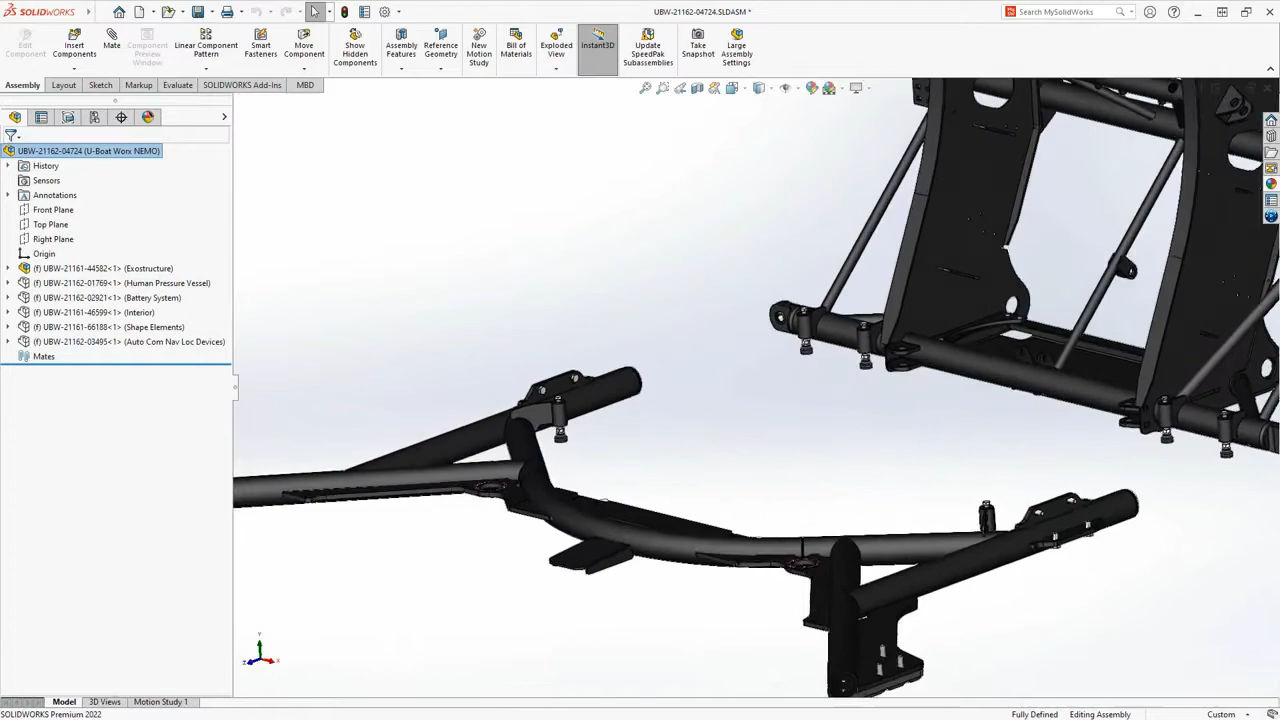 SOLIDWORKS
UBW-21162-04724.SLDASM *
Search MySolidWorks
Edit Component
Insert Components
Mate
Component Preview Window
Linear Component Pattern
Smart Fasteners
Move Component
Show Hidden Components
Assembly Features
Reference Geometry
New Motion Study
Bill of Materials
Exploded View
Instant3D
Update SpeedPak Subassemblies
Take Snapshot
Large Assembly Settings
Assembly Layout Sketch Markup Evaluate SOLIDWORKS Add-Ins MBD
UBW-21162-04724 (U-Boat Worx NEMO)
History
Sensors
Annotations
Front Plane
Top Plane
Right Plane
Origin
(f) UBW-21161-44582<1> (Exostructure)
(f) UBW-21162-01769<1> (Human Pressure Vessel)
(f) UBW-21162-02921<1> (Battery System)
(f) UBW-21161-46599<1> (Interior)
(f) UBW-21161-66188<1> (Shape Elements)
(f) UBW-21162-03495<1> (Auto Com Nav Loc Devices)
Mates
Y
Z
X
Model 3D Views Motion Study 1
SOLIDWORKS Premium 2022
Fully Defined Editing Assembly Custom